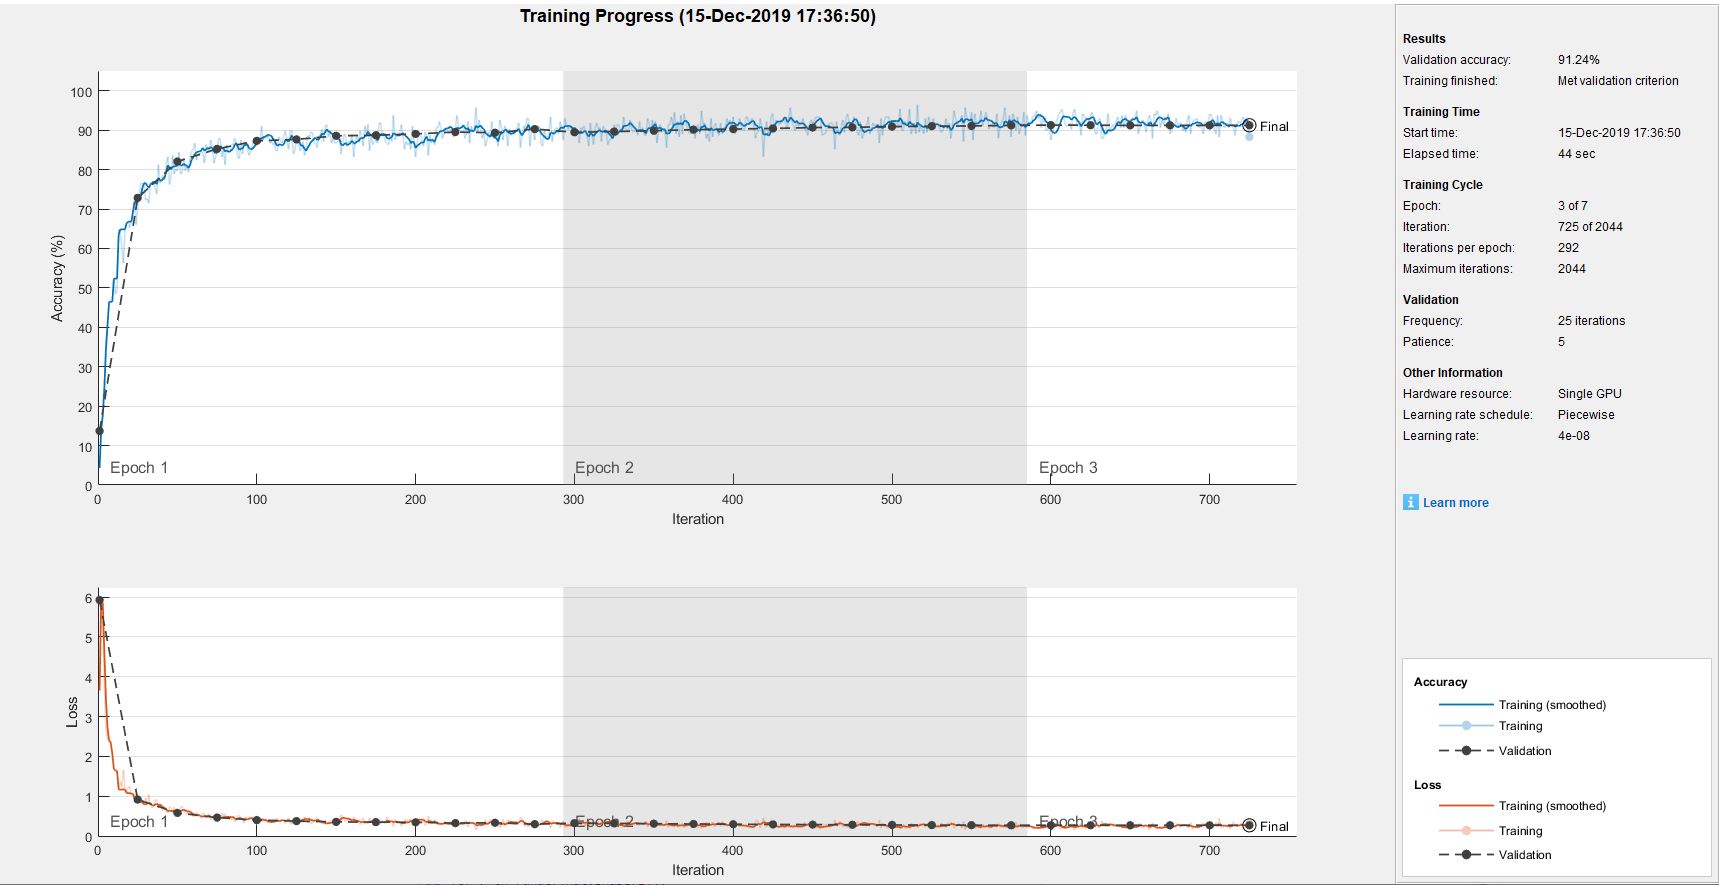 Training Progress (15-Dec-2019 17:36:50)
100
90
80
70
60
50
40
30
20
10
0
Accuracy (%)
Final
Epoch 1
Epoch 2
Epoch 3
0 100 200 300 400 500 600 700
Iteration
6
5
4
3
2
1
0
Loss
Final
Epoch 1
Epoch 2
Epoch 3
0 100 200 300 400 500 600 700
Iteration
Results
Validation accuracy: 91.24%
Training finished: Met validation criterion
Training Time
Start time: 15-Dec-2019 17:36:50
Elapsed time: 44 sec
Training Cycle
Epoch: 3 of 7
Iteration: 725 of 2044
Iterations per epoch: 292
Maximum iterations: 2044
Validation
Frequency: 25 iterations
Patience: 5
Other Information
Hardware resource: Single GPU
Learning rate schedule: Piecewise
Learning rate: 4e-08
i Learn more
Accuracy
Training (smoothed)
Training
Validation
Loss
Training (smoothed)
Training
Validation